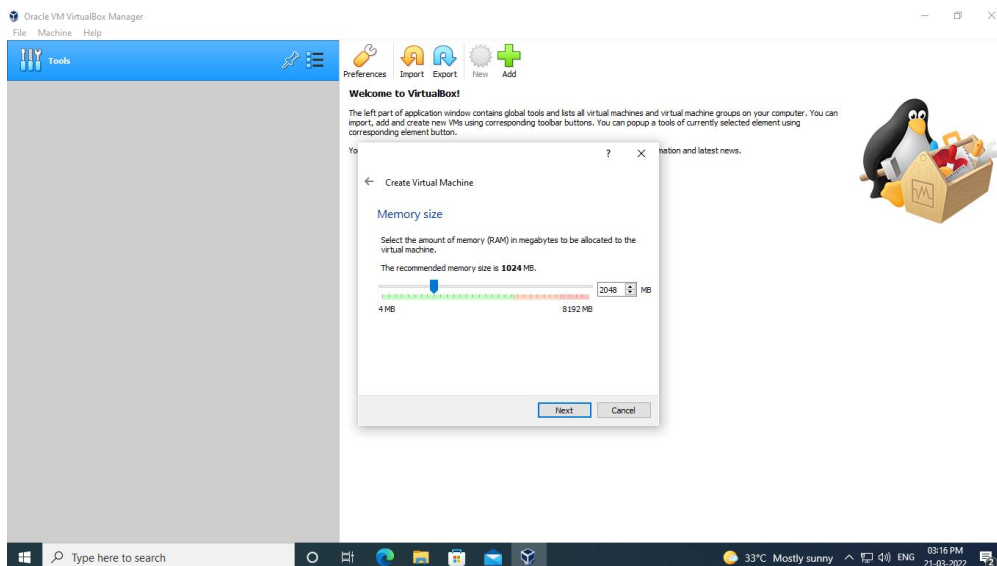 Oracle VM VirtualBox Manager
File Machine Help
Tools
Preferences Import Export New Add
Welcome to VirtualBox!
The left part of application window contains global tools and lists all virtual machines and virtual machine groups on your computer. You can
import, add and create new VMs using corresponding toolbar buttons. You can popup a tools of currently selected element using
corresponding element button.
Yo
mation and latest news.
?
Create Virtual Machine
Memory size
Select the amount of memory (RAM) in megabytes to be allocated to the
virtual machine.
The recommended memory size is 1024 MB.
2048 MB
4 MB 8192 MB
Next Cancel
Type here to search
33°C Mostly sunny ENG 03:16 PM
21-03-2022
2